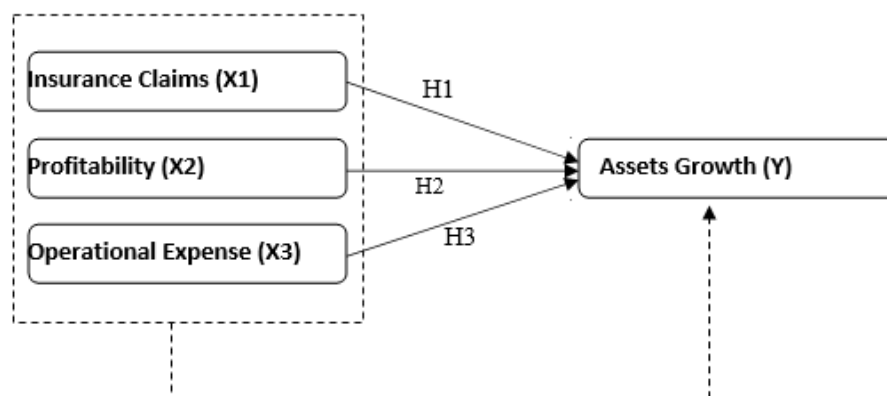 Insurance Claims (X1)
H1
Profitability (X2)
Assets Growth (Y)
H2
Operational Expense (X3)
H3